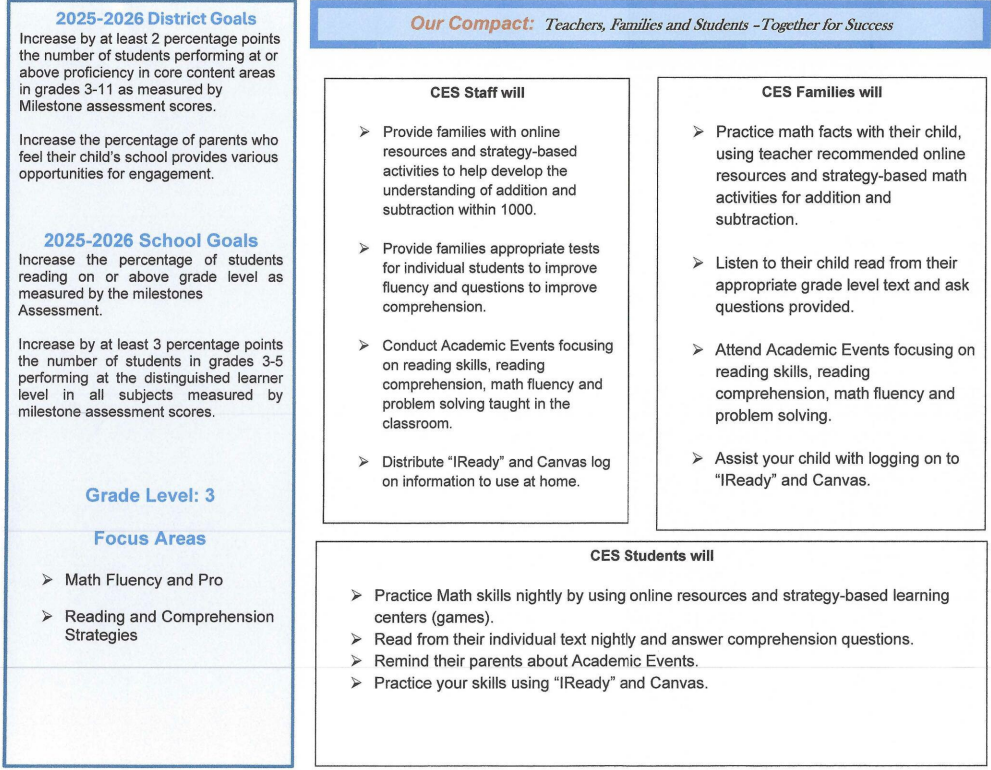 2025-2026 District Goals
Increase by at least 2 percentage points
the number of students performing at or
above proficiency in core content areas
in grades 3-11 as measured by
Milestone assessment scores.
Increase the percentage of parents who
feel their child's school provides various
opportunities for engagement.
2025-2026 School Goals
Increase the percentage of students
reading on or above grade level as
measured by the milestones
Assessment.
Increase by at least 3 percentage points
the number of students in grades 3-5
performing at the distinguished learner
level in all subjects measured by
milestone assessment scores.
Grade Level: 3
Focus Areas
➢ Math Fluency and Pro
➢ Reading and Comprehension
Strategies
Our Compact: Teachers, Families and Students –Together for Success
CES Staff will
➢ Provide families with online
resources and strategy-based
activities to help develop the
understanding of addition and
subtraction within 1000.
➢ Provide families appropriate tests
for individual students to improve
fluency and questions to improve
comprehension.
➢ Conduct Academic Events focusing
on reading skills, reading
comprehension, math fluency and
problem solving taught in the
classroom.
➢ Distribute "IReady" and Canvas log
on information to use at home.
CES Families will
➢ Practice math facts with their child,
using teacher recommended online
resources and strategy-based math
activities for addition and
subtraction.
➢ Listen to their child read from their
appropriate grade level text and ask
questions provided.
➢ Attend Academic Events focusing on
reading skills, reading
comprehension, math fluency and
problem solving.
➢ Assist your child with logging on to
"IReady" and Canvas.
CES Students will
➢ Practice Math skills nightly by using online resources and strategy-based learning
centers (games).
➢ Read from their individual text nightly and answer comprehension questions.
➢ Remind their parents about Academic Events.
➢ Practice your skills using "IReady" and Canvas.